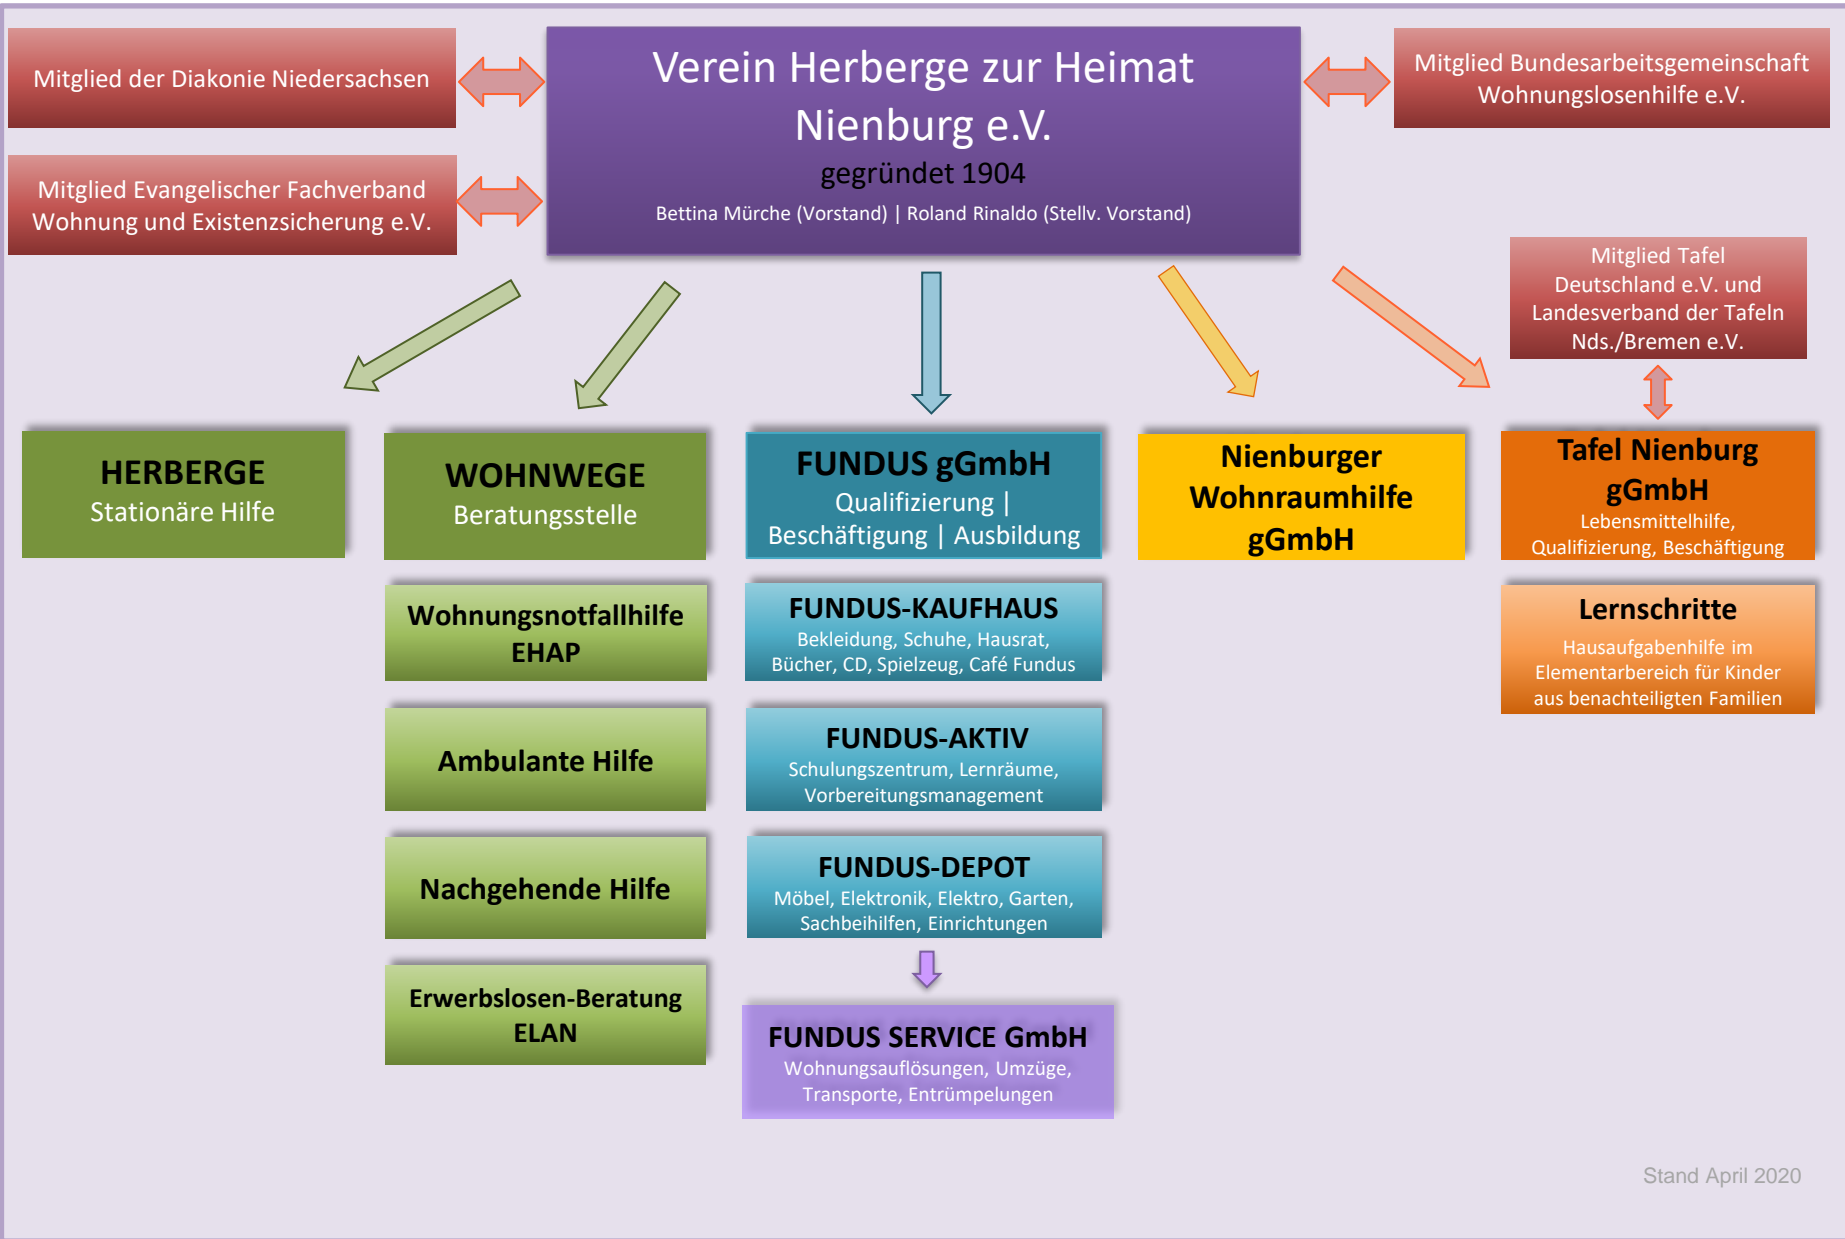 Mitglied der Diakonie Niedersachsen
Mitglied Evangelischer Fachverband
Wohnung und Existenzsicherung e.V.
Verein Herberge zur Heimat
Nienburg e.V.
gegründet 1904
Bettina Mürche (Vorstand) | Roland Rinaldo (Stellv. Vorstand)
Mitglied Bundesarbeitsgemeinschaft
Wohnungslosenhilfe e.V.
Mitglied Tafel
Deutschland e.V. und
Landesverband der Tafeln
Nds./Bremen e.V.
HERBERGE
Stationäre Hilfe
WOHNWEGE
Beratungsstelle
Wohnungsnotfallhilfe
EHAP
Ambulante Hilfe
Nachgehende Hilfe
Erwerbslosen-Beratung
ELAN
FUNDUS gGmbH
Qualifizierung |
Beschäftigung | Ausbildung
FUNDUS-KAUFHAUS
Bekleidung, Schuhe, Hausrat,
Bücher, CD, Spielzeug, Café Fundus
FUNDUS-AKTIV
Schulungszentrum, Lernräume,
Vorbereitungsmanagement
FUNDUS-DEPOT
Möbel, Elektronik, Elektro, Garten,
Sachbeihilfen, Einrichtungen
FUNDUS SERVICE GmbH
Wohnungsauflösungen, Umzüge,
Transporte, Entrümpelungen
Nienburger
Wohnraumhilfe
gGmbH
Tafel Nienburg
gGmbH
Lebensmittelhilfe,
Qualifizierung, Beschäftigung
Lernschritte
Hausaufgabenhilfe im
Elementarbereich für Kinder
aus benachteiligten Familien
Stand April 2020